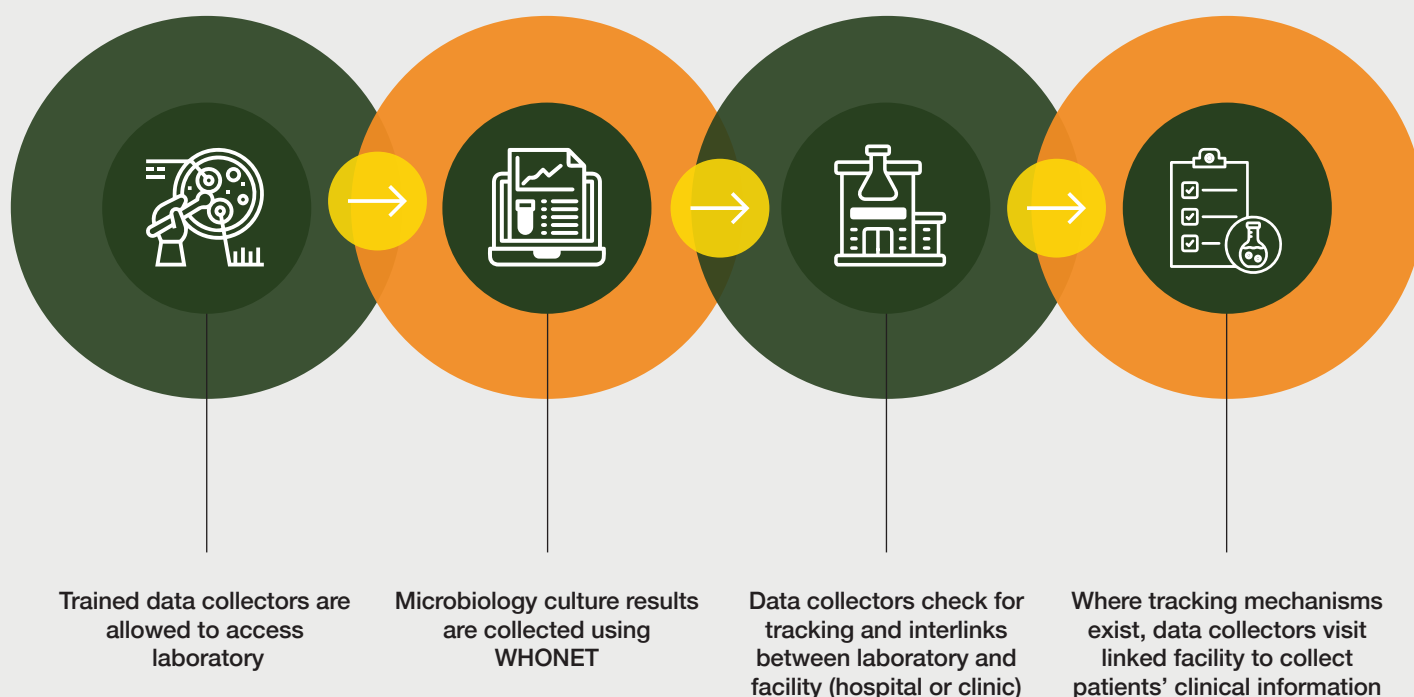 Trained data collectors are
allowed to access
laboratory
Microbiology culture results
are collected using
WHONET
Data collectors check for
tracking and interlinks
between laboratory and
facility (hospital or clinic)
Where tracking mechanisms
exist, data collectors visit
linked facility to collect
patients’ clinical information